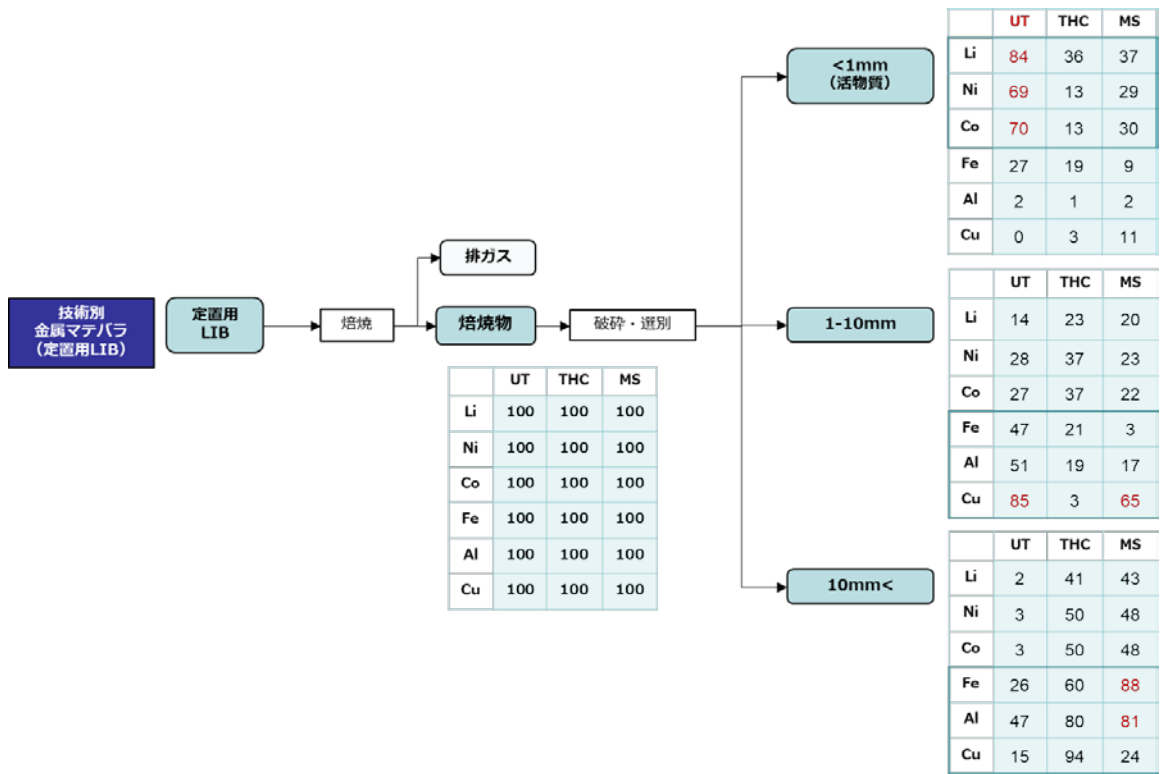 技術別
金属マテバラ
(定置用LIB)
定置用
LIB
焙焼
排ガス
焙焼物
破砕・選別
UT THC MS
Li 100 100 100
Ni 100 100 100
Co 100 100 100
Fe 100 100 100
Al 100 100 100
Cu 100 100 100
<1mm
(活物質)
UT THC MS
Li 84 36 37
Ni 69 13 29
Co 70 13 30
Fe 27 19 9
Al 2 1 2
Cu 0 3 11
1-10mm
UT THC MS
Li 14 23 20
Ni 28 37 23
Co 27 37 22
Fe 47 21 3
Al 51 19 17
Cu 85 3 65
10mm<
UT THC MS
Li 2 41 43
Ni 3 50 48
Co 3 50 48
Fe 26 60 88
Al 47 80 81
Cu 15 94 24